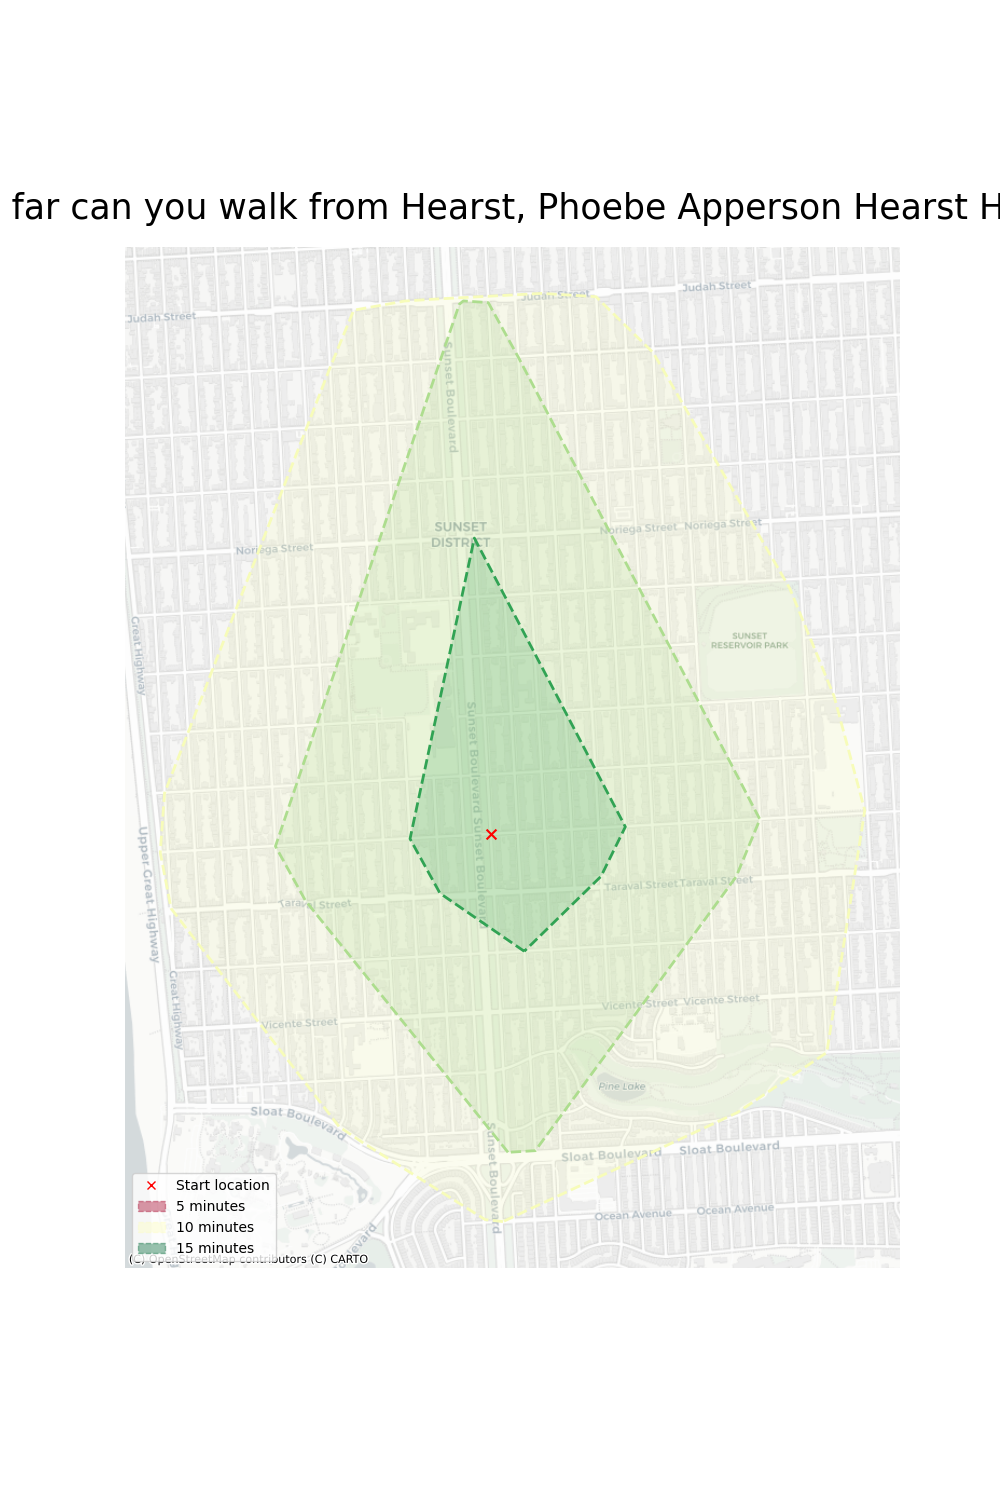 far can you walk from Hearst, Phoebe Apperson Hearst H
Judah Street
Judah Street
Judah Street
Sunset Boulevard
SUNSET
DISTRICT
Noriega Street
Noriega Street
Noriega Street
Great Highway
SUNSET
RESERVOIR PARK
Sunset Boulevard
Sunset Boulevard
Upper Great Highway
Taraval Street
Taraval Street
Taraval Street
Great Highway
Vicente Street
Vicente Street
Vicente Street
Pine Lake
Sloat Boulevard
Sunset Boulevard
Sloat Boulevard
Sloat Boulevard
Ocean Avenue
Ocean Avenue
Start location
5 minutes
10 minutes
15 minutes
(C) OpenStreetMap contributors (C) CARTO